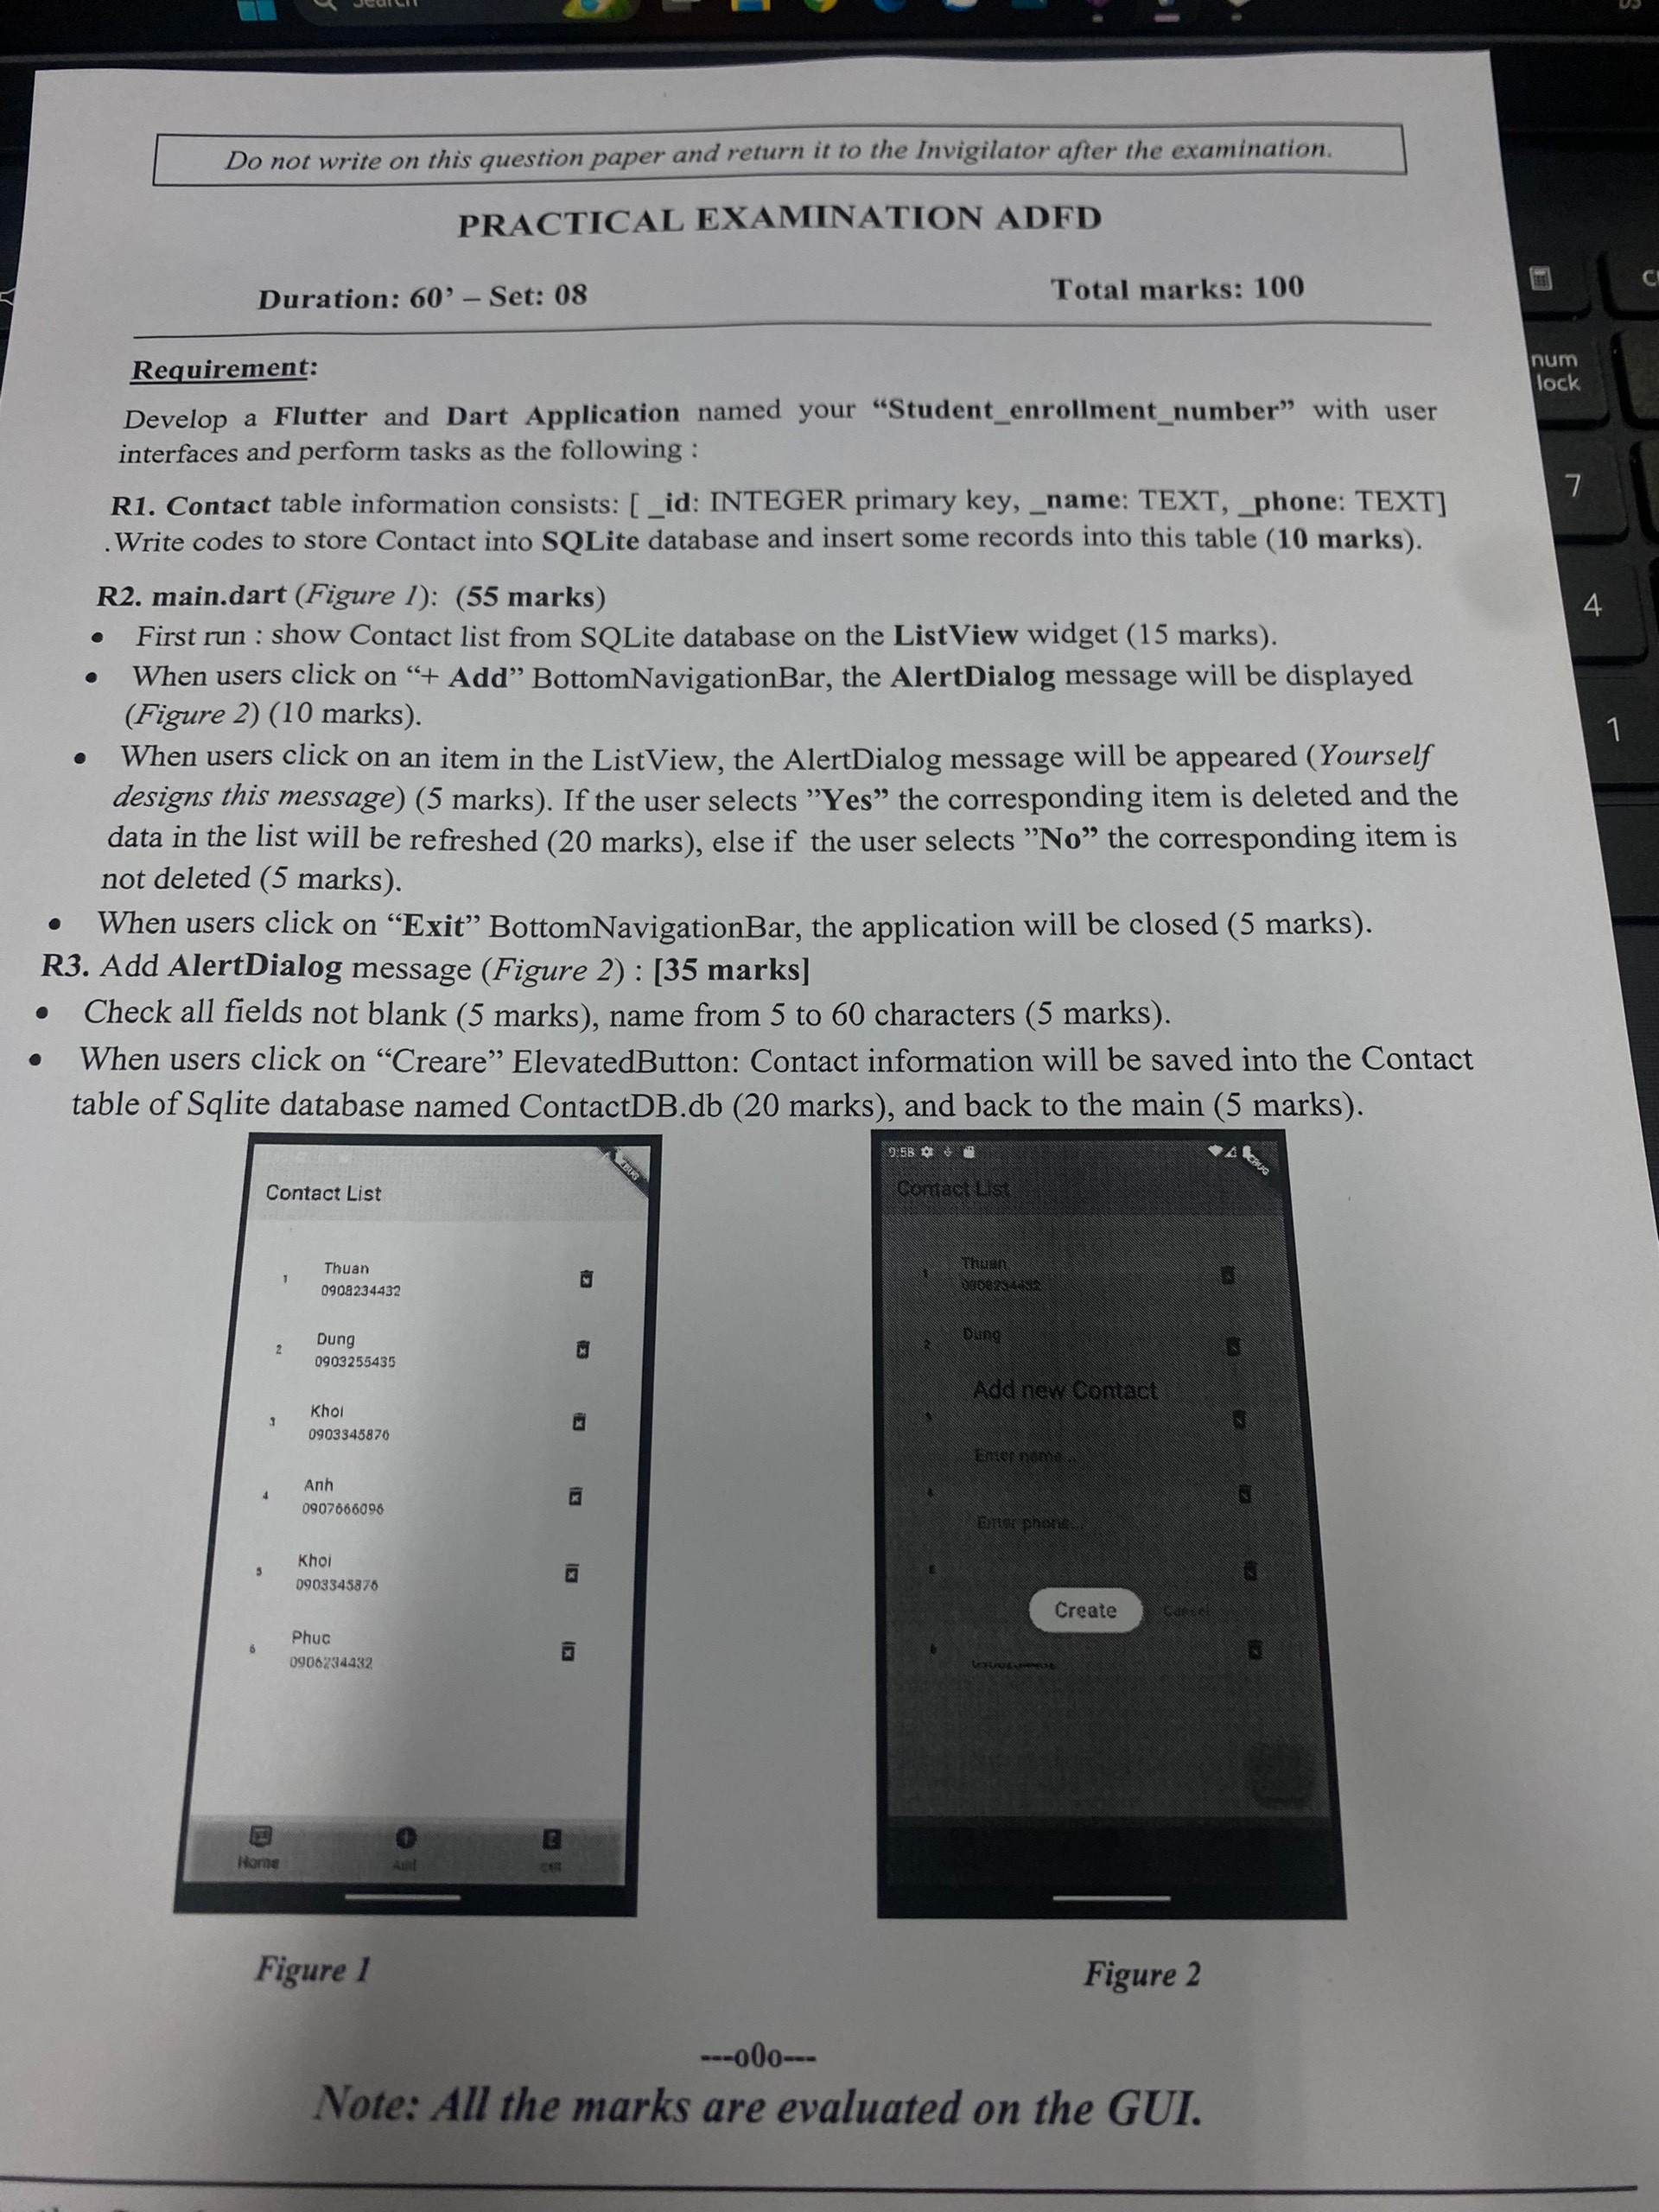 Search
Do not write on this question paper and return it to the Invigilator after the examination.
PRACTICAL EXAMINATION ADFD
Duration: 60’ – Set: 08
Total marks: 100
Requirement:
Develop a Flutter and Dart Application named your “Student_enrollment_number” with user
interfaces and perform tasks as the following :
R1. Contact table information consists: [ _id: INTEGER primary key, _name: TEXT, _phone: TEXT]
.Write codes to store Contact into SQLite database and insert some records into this table (10 marks).
R2. main.dart (Figure 1): (55 marks)
• First run : show Contact list from SQLite database on the ListView widget (15 marks).
• When users click on “+ Add” BottomNavigationBar, the AlertDialog message will be displayed
(Figure 2) (10 marks).
• When users click on an item in the ListView, the AlertDialog message will be appeared (Yourself
designs this message) (5 marks). If the user selects ”Yes” the corresponding item is deleted and the
data in the list will be refreshed (20 marks), else if the user selects ”No” the corresponding item is
not deleted (5 marks).
• When users click on “Exit” BottomNavigationBar, the application will be closed (5 marks).
R3. Add AlertDialog message (Figure 2) : [35 marks]
• Check all fields not blank (5 marks), name from 5 to 60 characters (5 marks).
• When users click on “Creare” ElevatedButton: Contact information will be saved into the Contact
table of Sqlite database named ContactDB.db (20 marks), and back to the main (5 marks).
Contact List
1
Thuan
0908234432
2
Dung
0903255435
3
Khoi
0903345876
4
Anh
0907666096
5
Khoi
0903345876
6
Phuc
0906234432
Home
Add
Exit
9:58
Contact List
1
Thuan
0908234432
2
Dung
Add new Contact
Enter name...
Enter phone...
Create
Cancel
Figure 1
Figure 2
---o0o---
Note: All the marks are evaluated on the GUI.
num
lock
7
4
1